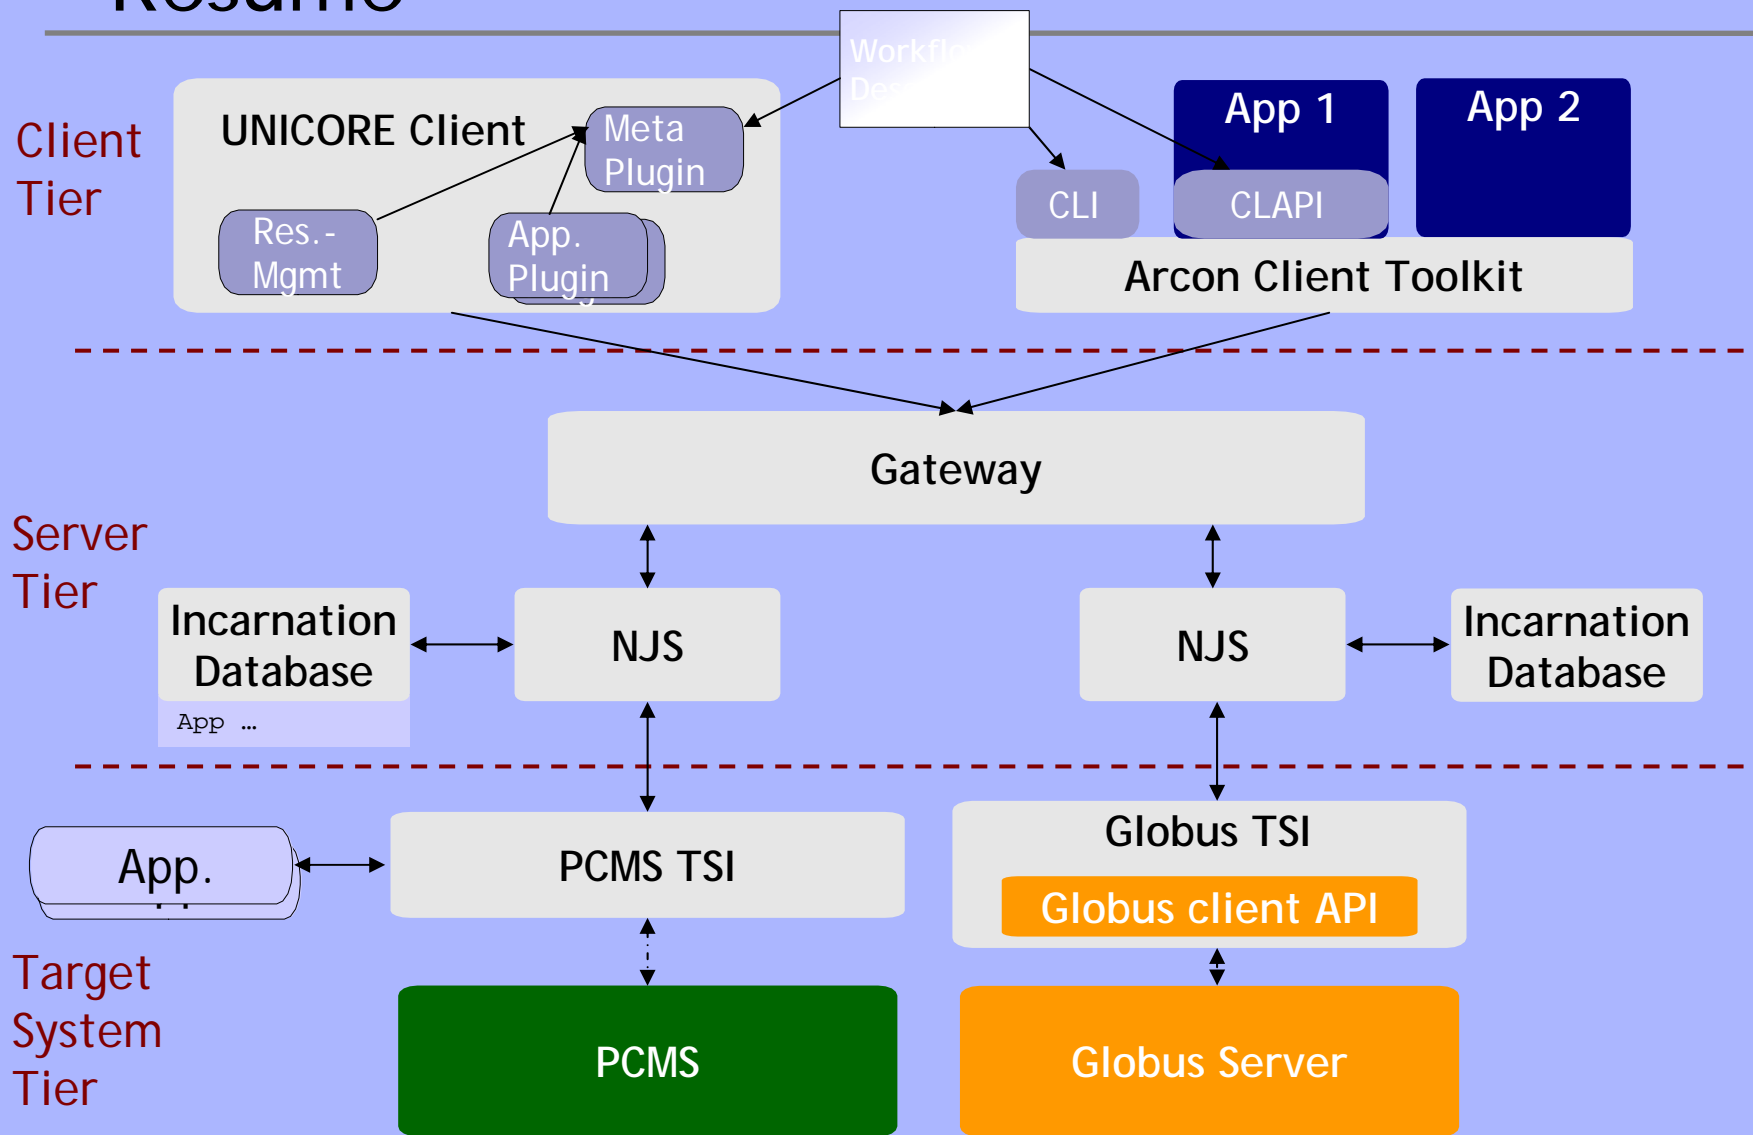 Resume
UNICORE Client
Meta
Plugin
Res.-
Mgmt
App.
Plugin
App 1
App 2
CLI
CLAPI
Arcon Client Toolkit
Client
Tier
Gateway
Server
Tier
Incarnation
Database
App …
NJS
NJS
Incarnation
Database
App.
PCMS TSI
Globus TSI
Globus client API
Target
System
Tier
PCMS
Globus Server